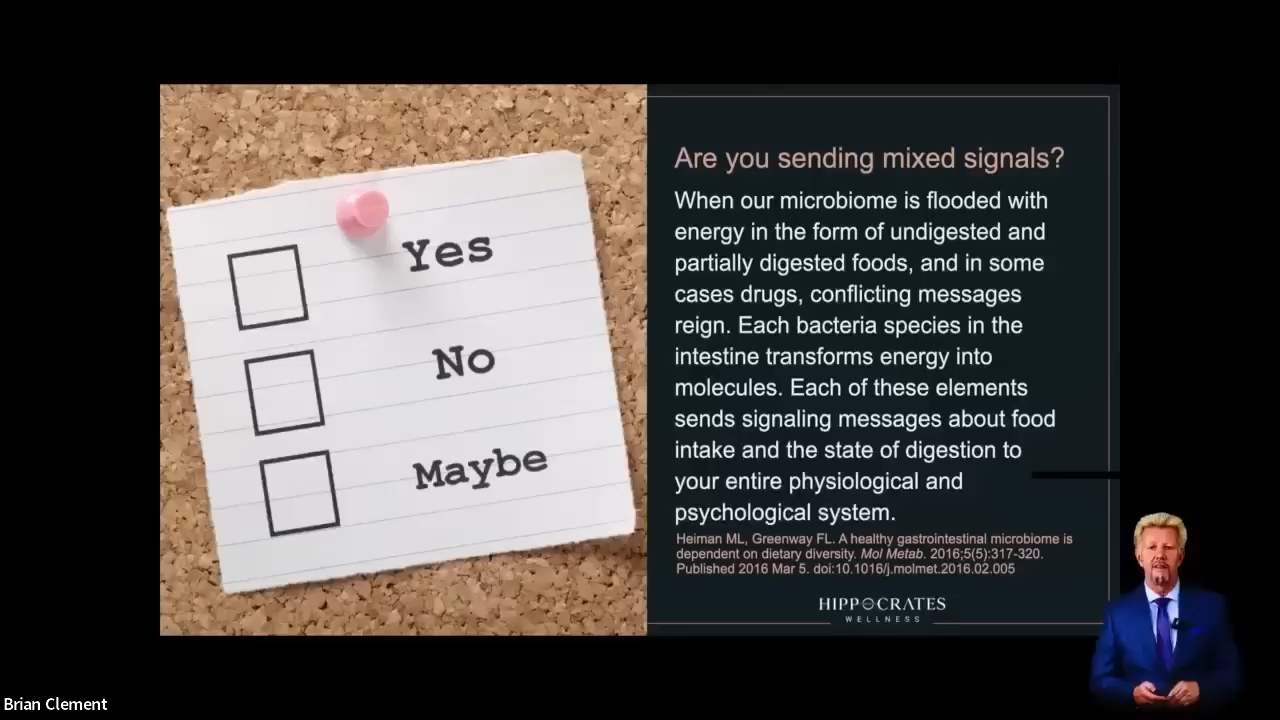 Yes
No
Maybe
Are you sending mixed signals?
When our microbiome is flooded with
energy in the form of undigested and
partially digested foods, and in some
cases drugs, conflicting messages
reign. Each bacteria species in the
intestine transforms energy into
molecules. Each of these elements
sends signaling messages about food
intake and the state of digestion to
your entire physiological and
psychological system.
Heiman ML, Greenway FL. A healthy gastrointestinal microbiome is
dependent on dietary diversity. Mol Metab. 2016;5(5):317-320.
Published 2016 Mar 5. doi:10.1016/j.molmet.2016.02.005
HIPPOCRATES
WELLNESS
Brian Clement